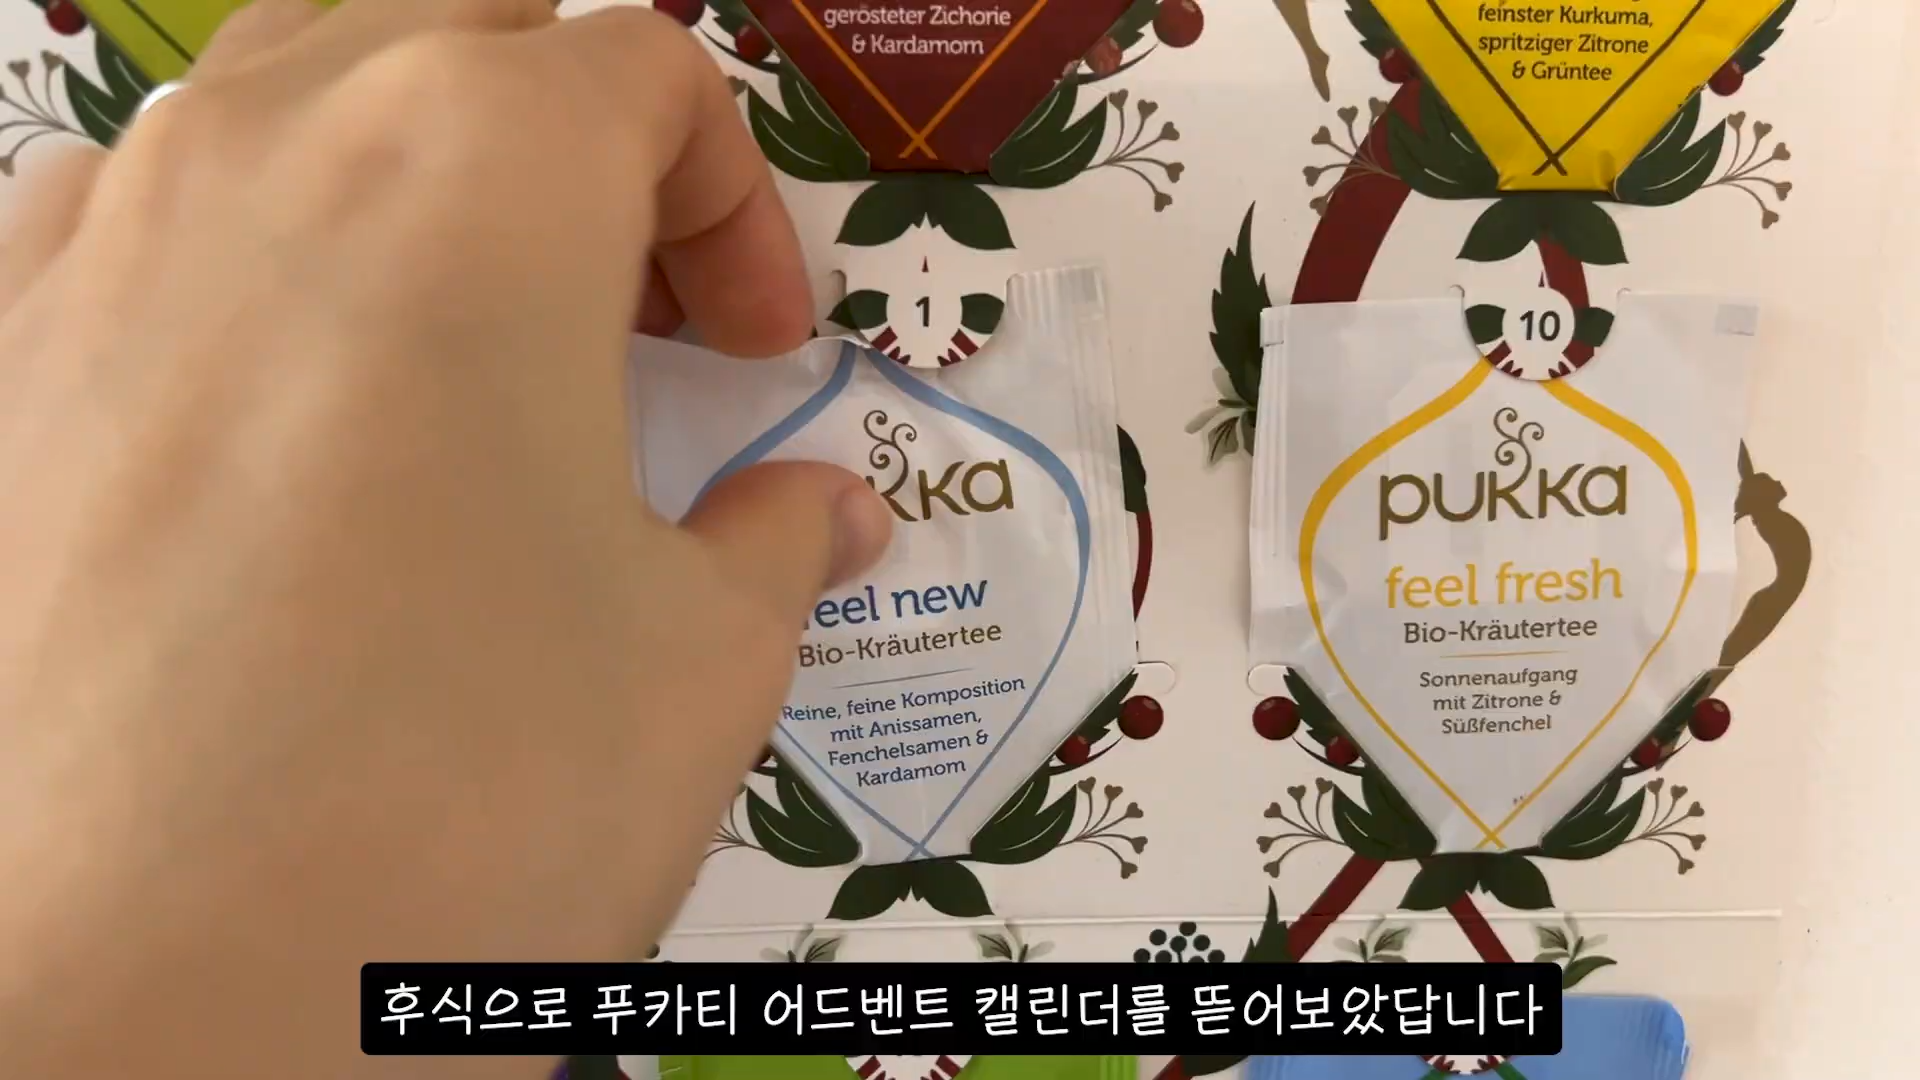 gerösteter Zichorie
& Kardamom
feinster Kurkuma,
spritziger Zitrone
& Grüntee
1
feel new
Bio-Kräutertee
Reine, feine Komposition
mit Anissamen,
Fenchelsamen &
Kardamom
10
pukka
feel fresh
Bio-Kräutertee
Sonnenaufgang
mit Zitrone &
Süßfenchel
후식으로 푸카티 어드벤트 캘린더를 뜯어보았답니다